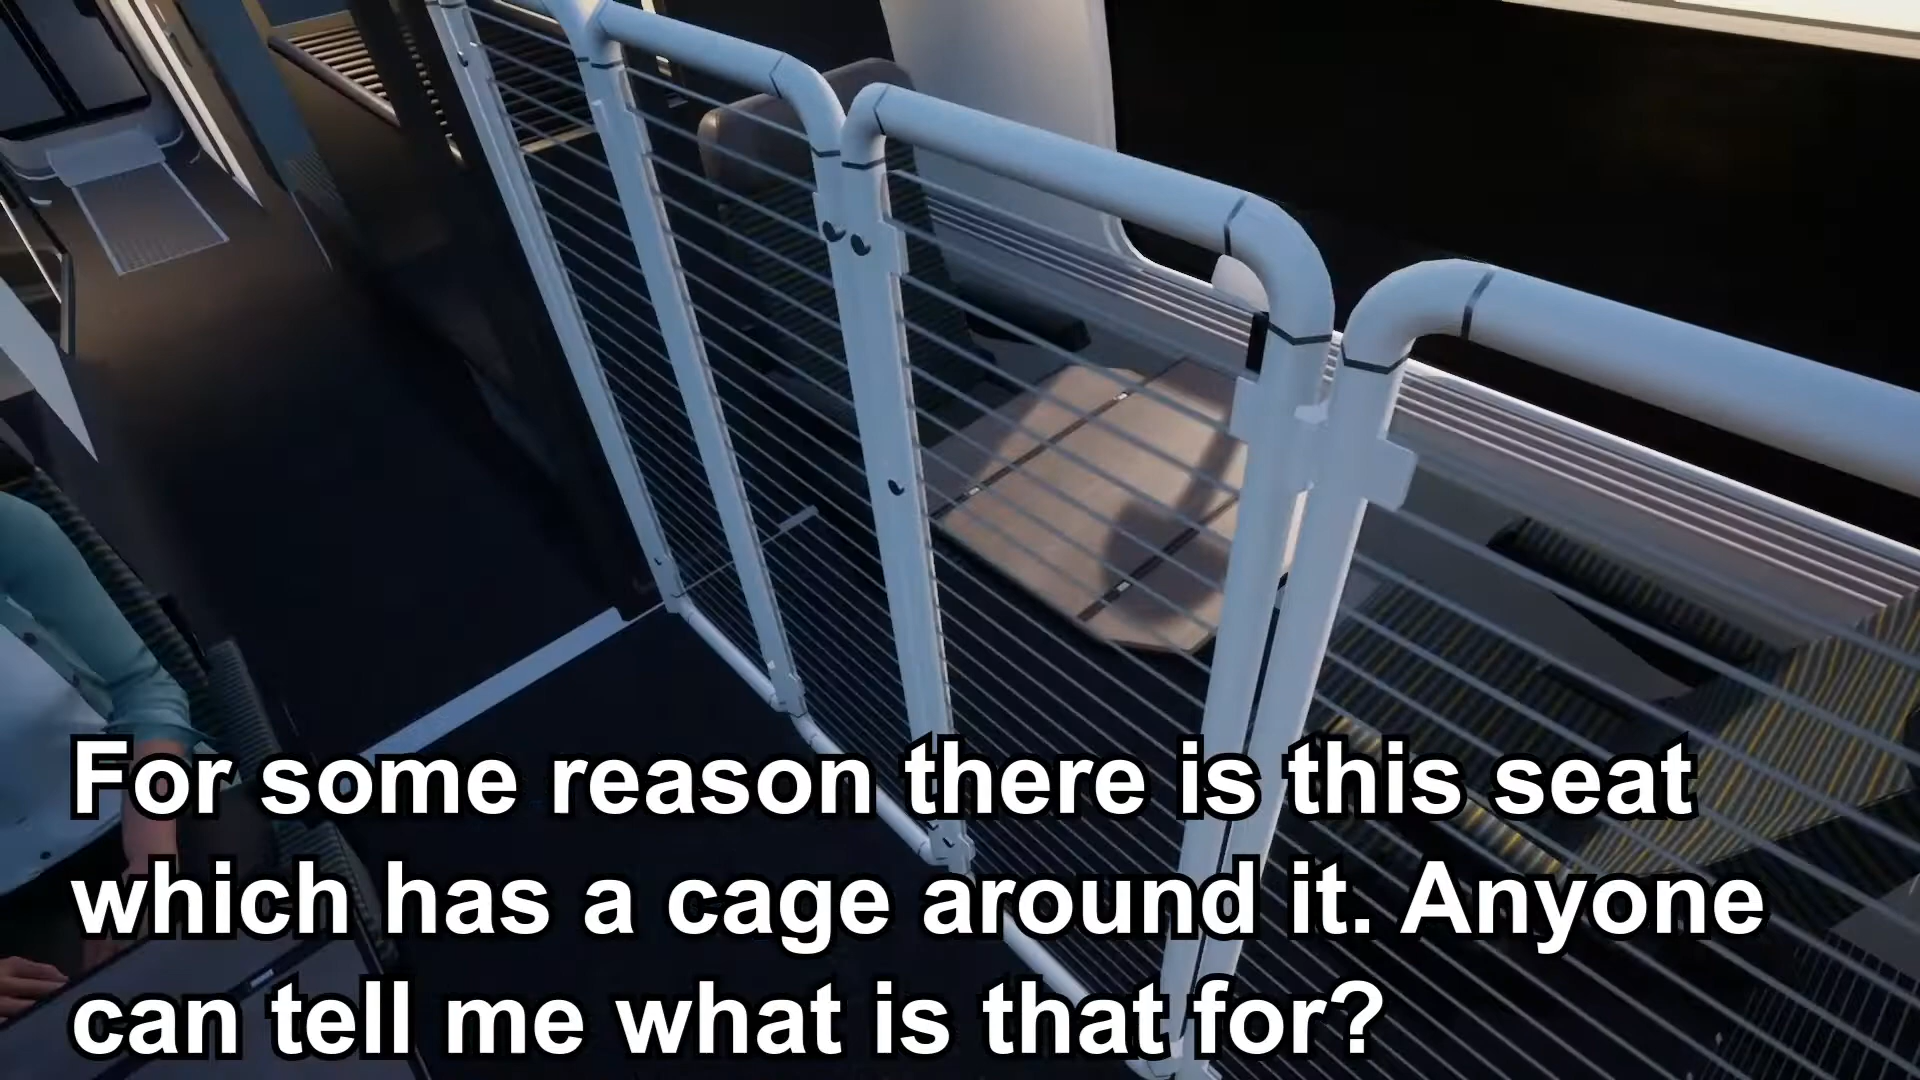 For some reason there is this seat
which has a cage around it. Anyone
can tell me what is that for?